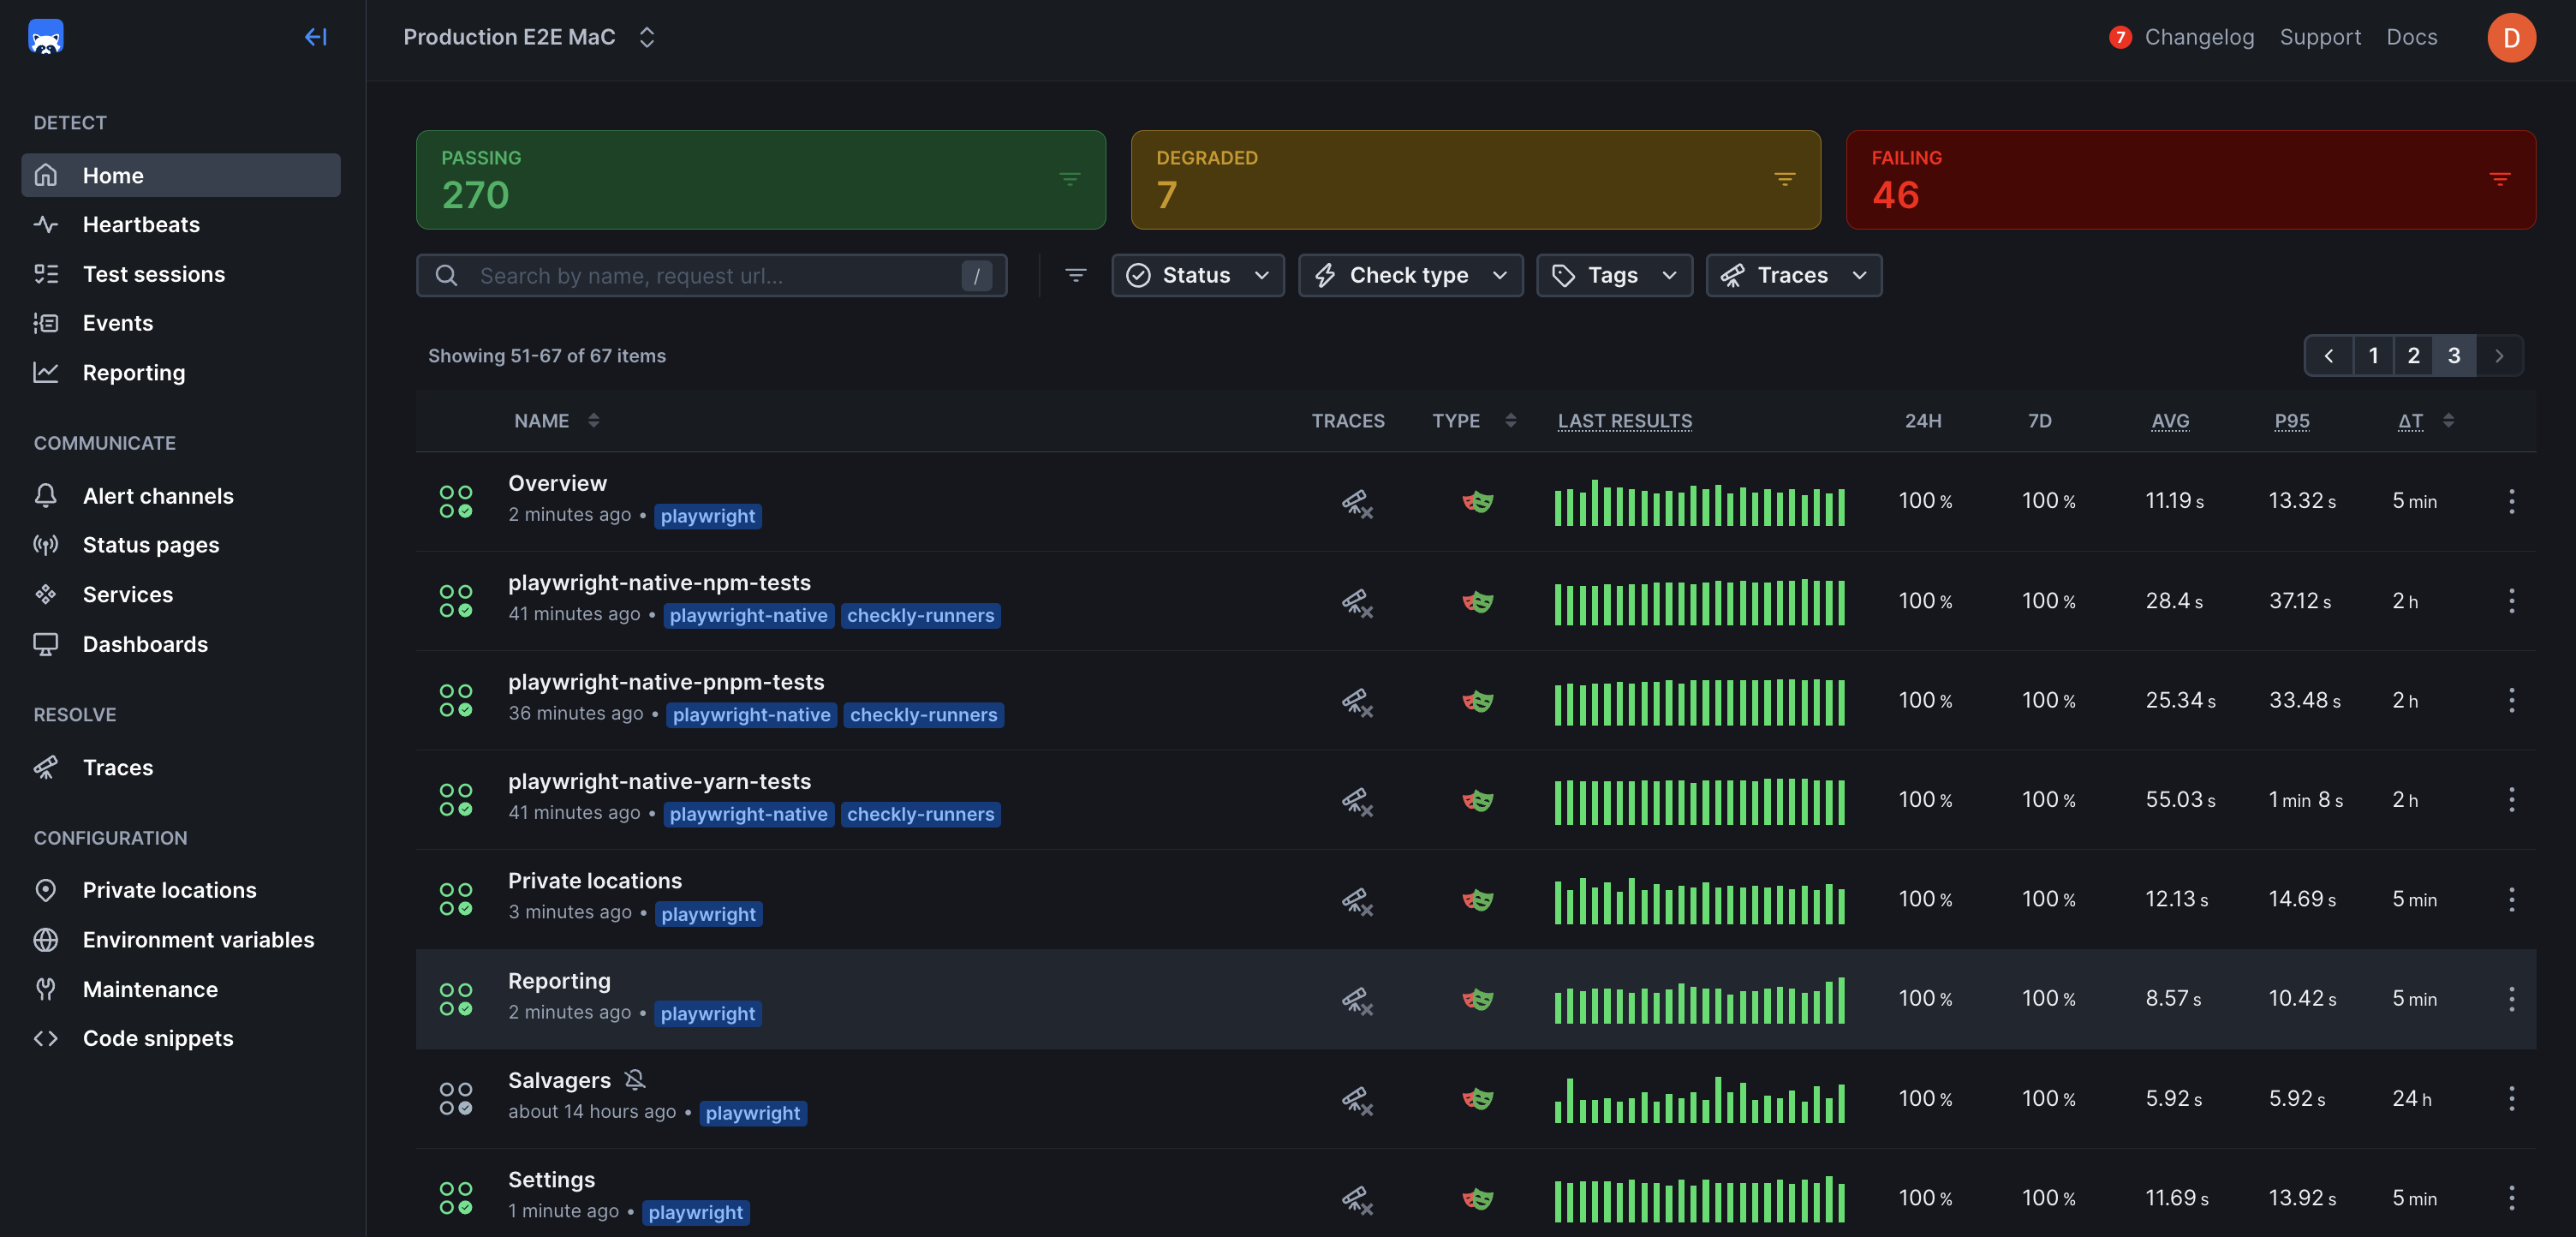 Production E2E MaC
7 Changelog Support Docs D
DETECT
Home
Heartbeats
Test sessions
Events
Reporting
COMMUNICATE
Alert channels
Status pages
Services
Dashboards
RESOLVE
Traces
CONFIGURATION
Private locations
Environment variables
Maintenance
Code snippets
PASSING
270
DEGRADED
7
FAILING
46
Search by name, request url... /
Status Check type Tags Traces
Showing 51-67 of 67 items
1 2 3
NAME TRACES TYPE LAST RESULTS 24H 7D AVG P95 ΔT
Overview
2 minutes ago • playwright
100 % 100 % 11.19 s 13.32 s 5 min
playwright-native-npm-tests
41 minutes ago • playwright-native checkly-runners
100 % 100 % 28.4 s 37.12 s 2 h
playwright-native-pnpm-tests
36 minutes ago • playwright-native checkly-runners
100 % 100 % 25.34 s 33.48 s 2 h
playwright-native-yarn-tests
41 minutes ago • playwright-native checkly-runners
100 % 100 % 55.03 s 1 min 8 s 2 h
Private locations
3 minutes ago • playwright
100 % 100 % 12.13 s 14.69 s 5 min
Reporting
2 minutes ago • playwright
100 % 100 % 8.57 s 10.42 s 5 min
Salvagers
about 14 hours ago • playwright
100 % 100 % 5.92 s 5.92 s 24 h
Settings
1 minute ago • playwright
100 % 100 % 11.69 s 13.92 s 5 min